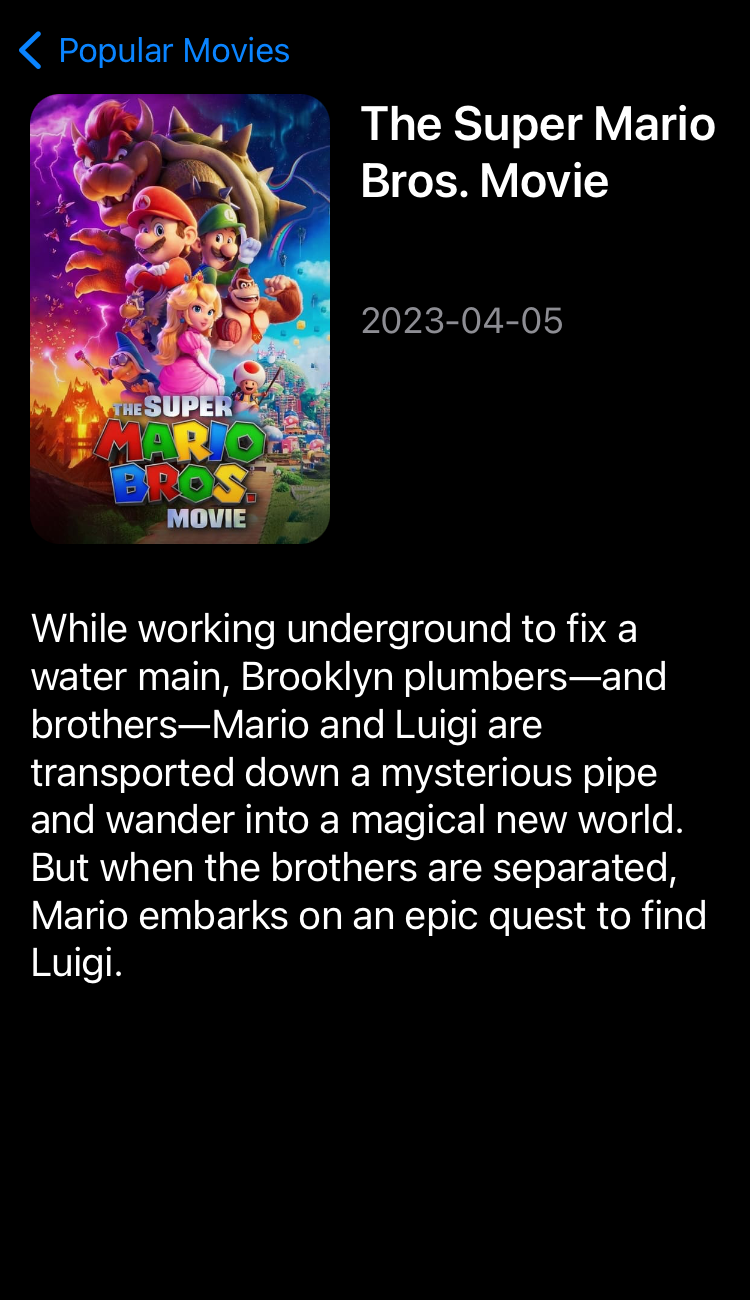 Popular Movies
The Super Mario
Bros. Movie
2023-04-05
THE SUPER
MARIO
BROS.
MOVIE
While working underground to fix a
water main, Brooklyn plumbers—and
brothers—Mario and Luigi are
transported down a mysterious pipe
and wander into a magical new world.
But when the brothers are separated,
Mario embarks on an epic quest to find
Luigi.